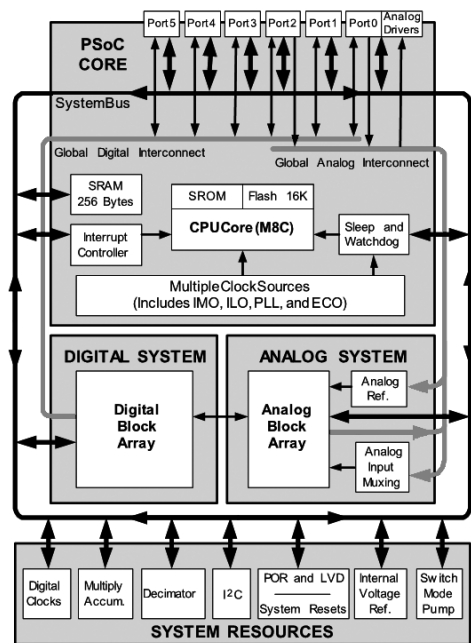 Port5 Port4 Port3 Port2 Port1 Port0 Analog
Drivers
PSoC
CORE
SystemBus
Global Digital Interconnect
Global Analog Interconnect
SRAM
256 Bytes
SROM Flash 16K
CPUCore (M8C)
Interrupt
Controller
Sleep and
Watchdog
MultipleClockSources
(Includes IMO, ILO, PLL, and ECO)
DIGITAL SYSTEM
Digital
Block
Array
ANALOG SYSTEM
Analog
Block
Array
Analog
Ref.
Analog
Input
Muxing
Digital
Clocks
Multiply
Accum.
Decimator
I²C
POR and LVD
System Resets
Internal
Voltage
Ref.
Switch
Mode
Pump
SYSTEM RESOURCES